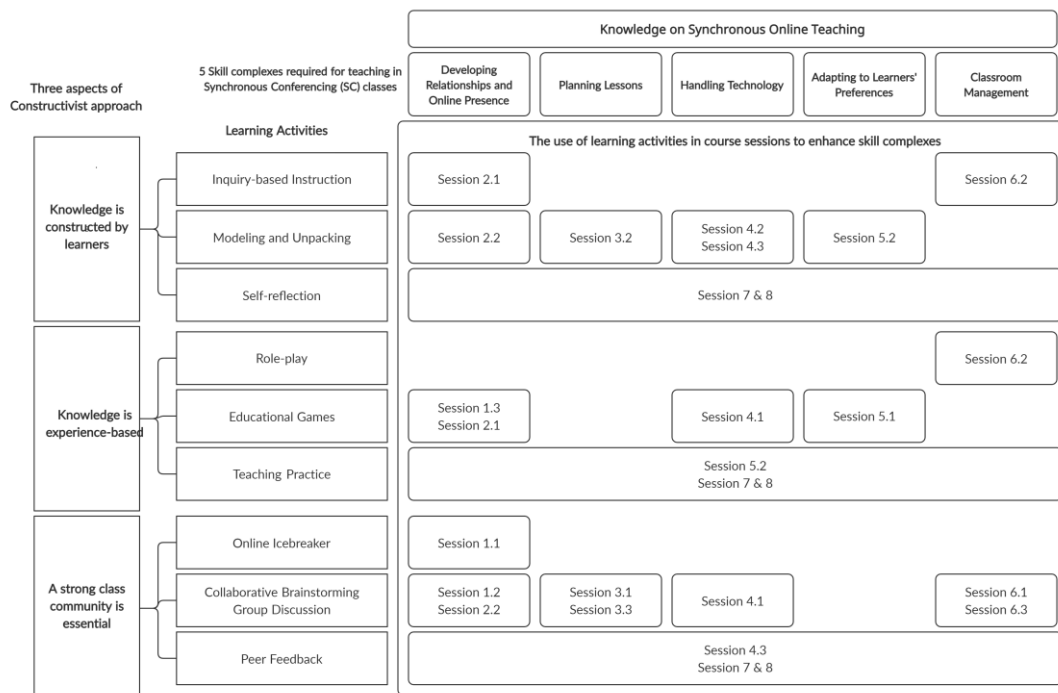 Knowledge on Synchronous Online Teaching
Three aspects of
Constructivist approach
5 Skill complexes required for teaching in
Synchronous Conferencing (SC) classes
Developing
Relationships and
Online Presence
Planning Lessons
Handling Technology
Adapting to Learners'
Preferences
Classroom
Management
Learning Activities
The use of learning activities in course sessions to enhance skill complexes
Knowledge is
constructed by
learners
Inquiry-based Instruction
Session 2.1
Session 6.2
Modeling and Unpacking
Session 2.2
Session 3.2
Session 4.2
Session 4.3
Session 5.2
Self-reflection
Session 7 & 8
Knowledge is
experience-based
Role-play
Session 6.2
Educational Games
Session 1.3
Session 2.1
Session 4.1
Session 5.1
Teaching Practice
Session 5.2
Session 7 & 8
A strong class
community is
essential
Online Icebreaker
Session 1.1
Collaborative Brainstorming
Group Discussion
Session 1.2
Session 2.2
Session 3.1
Session 3.3
Session 4.1
Session 6.1
Session 6.3
Peer Feedback
Session 4.3
Session 7 & 8